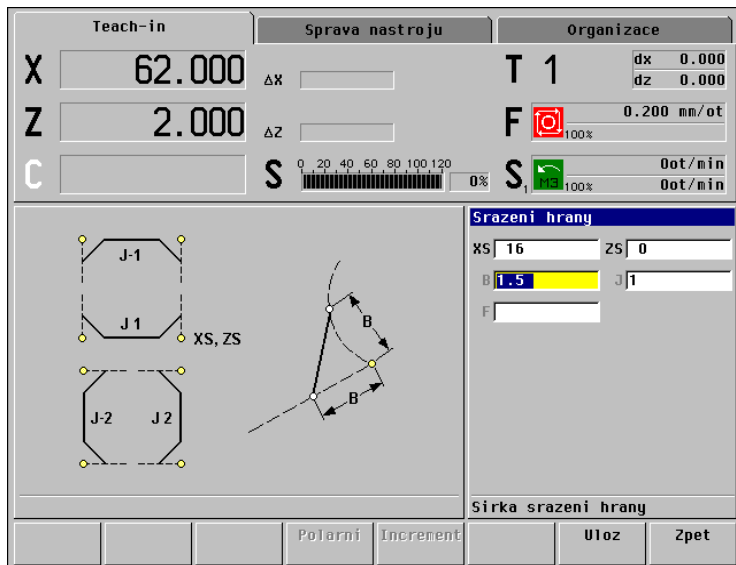 Teach-in Sprava nastroju Organizace
X 62.000 ΔX T 1 dx 0.000
dz 0.000
Z 2.000 ΔZ F 100% 0.200 mm/ot
C S 0 20 40 60 80 100 120 0% S1 M3 100% 0ot/min
0ot/min
Srazeni hrany
XS 16 ZS 0
B 1.5 J 1
F
J-1
J 1
XS, ZS
J-2 J 2
B
B
Sirka srazeni hrany
Polarni Increment Uloz Zpet